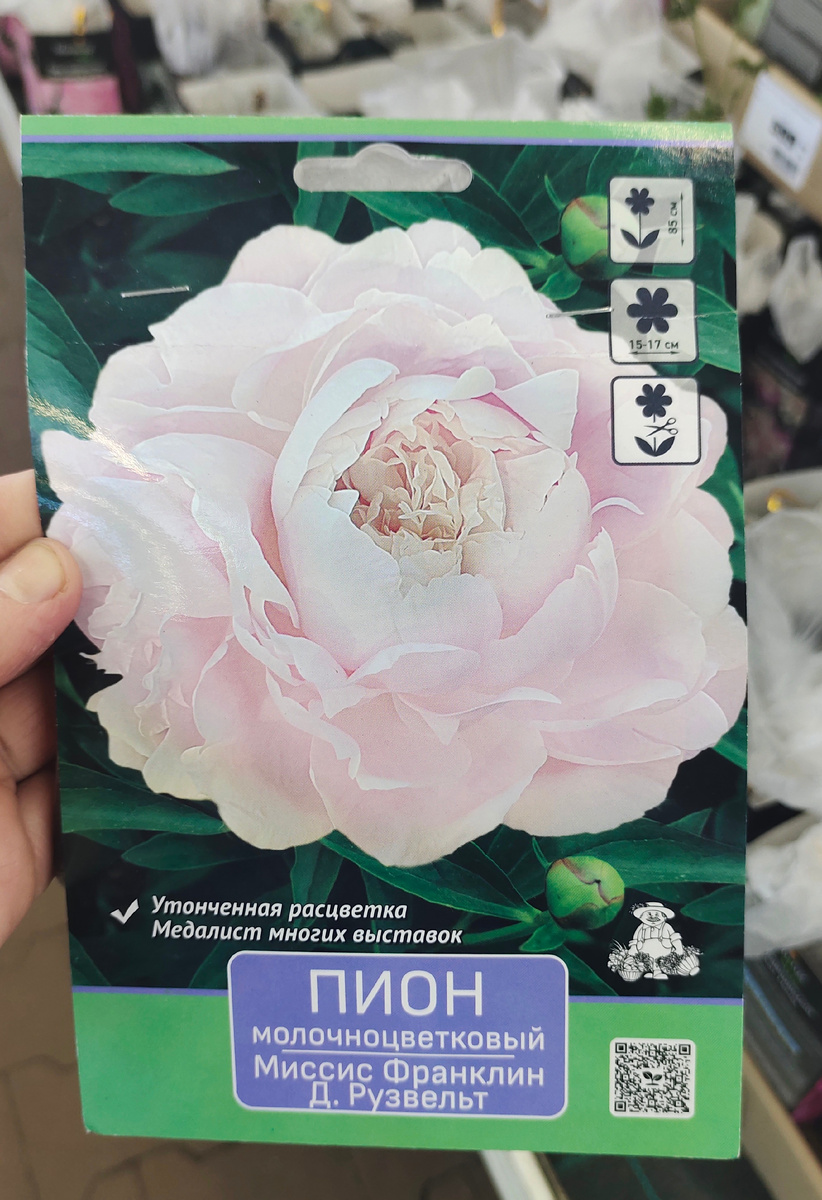 85 см
15-17 см
Утонченная расцветка
Медалист многих выставок
ПИОН
молочноцветковый
Миссис Франклин
Д. Рузвельт